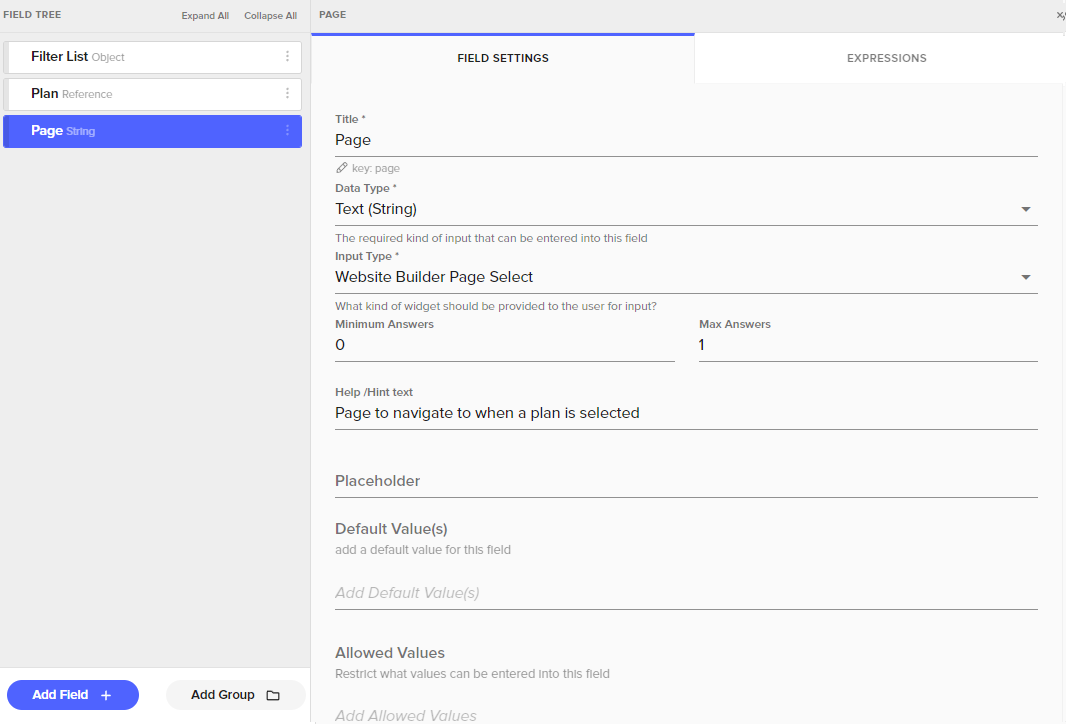 FIELD TREE
Expand All
Collapse All
Filter List Object
Plan Reference
Page String
Add Field +
Add Group
PAGE
FIELD SETTINGS
EXPRESSIONS
Title *
Page
key: page
Data Type *
Text (String)
The required kind of input that can be entered into this field
Input Type *
Website Builder Page Select
What kind of widget should be provided to the user for input?
Minimum Answers
0
Max Answers
1
Help /Hint text
Page to navigate to when a plan is selected
Placeholder
Default Value(s)
add a default value for this field
Add Default Value(s)
Allowed Values
Restrict what values can be entered into this field
Add Allowed Values